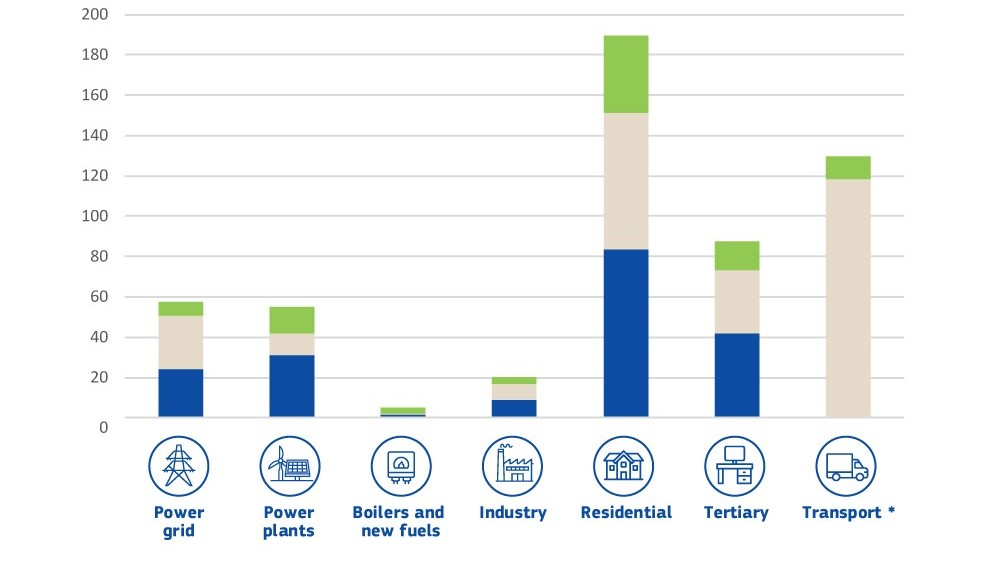 200
180
160
140
120
100
80
60
40
20
0
Power
grid
Power
plants
Boilers and
new fuels
Industry
Residential
Tertiary
Transport *